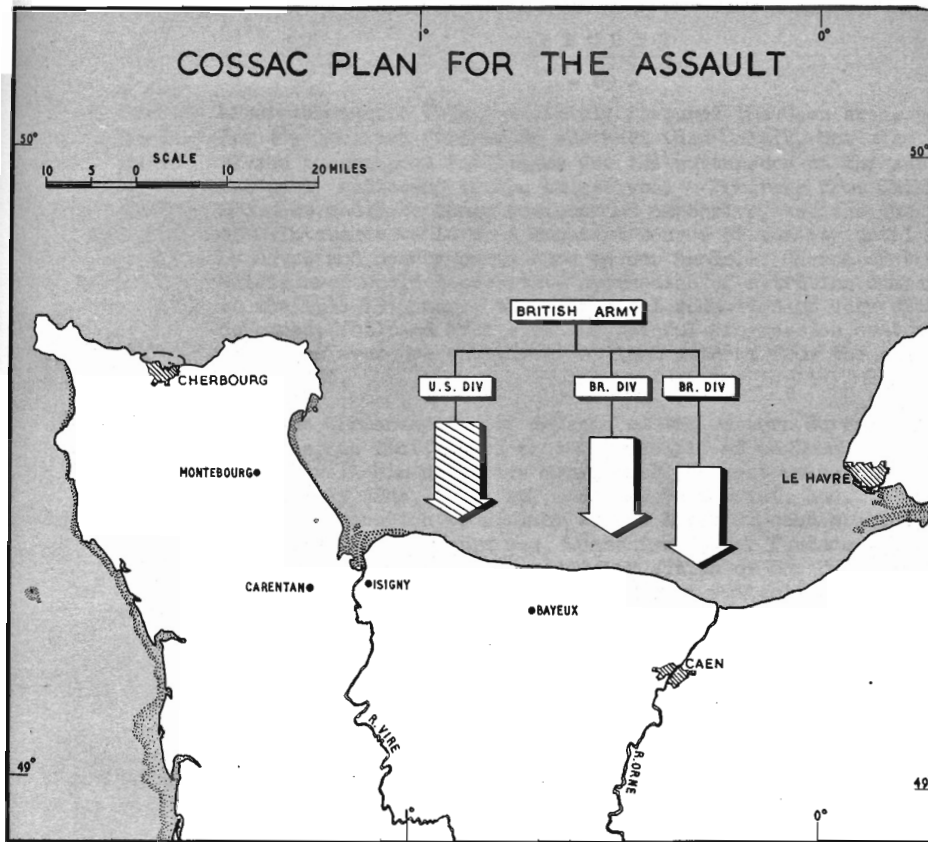 1°
0°
COSSAC PLAN FOR THE ASSAULT
50°
50°
SCALE
10 5 0 10 20 MILES
BRITISH ARMY
U.S. DIV
BR. DIV
BR. DIV
CHERBOURG
MONTEBOURG
LE HAVRE
CARENTAN
ISIGNY
BAYEUX
CAEN
R. VIRE
R. ORNE
49°
49
1°
0°